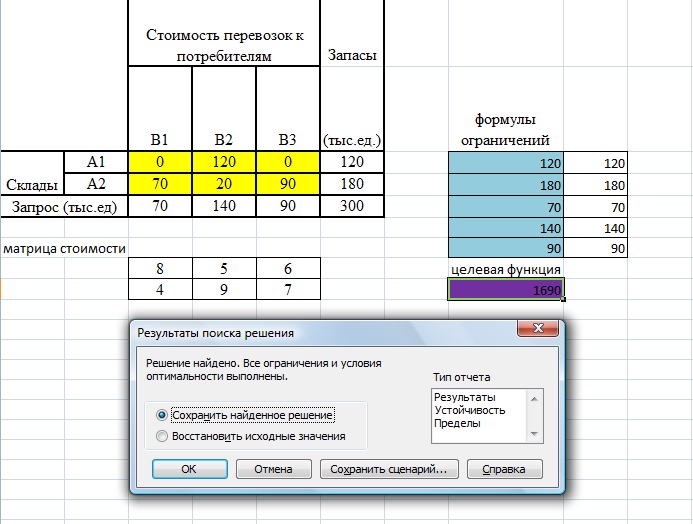 Стоимость перевозок к
потребителям
Запасы
формулы
ограничений
B1 B2 B3 (тыс.ед.)
Склады
A1 0 120 0 120 120 120
A2 70 20 90 180 180 180
Запрос (тыс.ед) 70 140 90 300 70 70
140 140
матрица стоимости 90 90
8 5 6 целевая функция
4 9 7 1690
Результаты поиска решения
Решение найдено. Все ограничения и условия
оптимальности выполнены.
Тип отчета
Результаты
Устойчивость
Пределы
Сохранить найденное решение
Восстановить исходные значения
ОК Отмена Сохранить сценарий... Справка